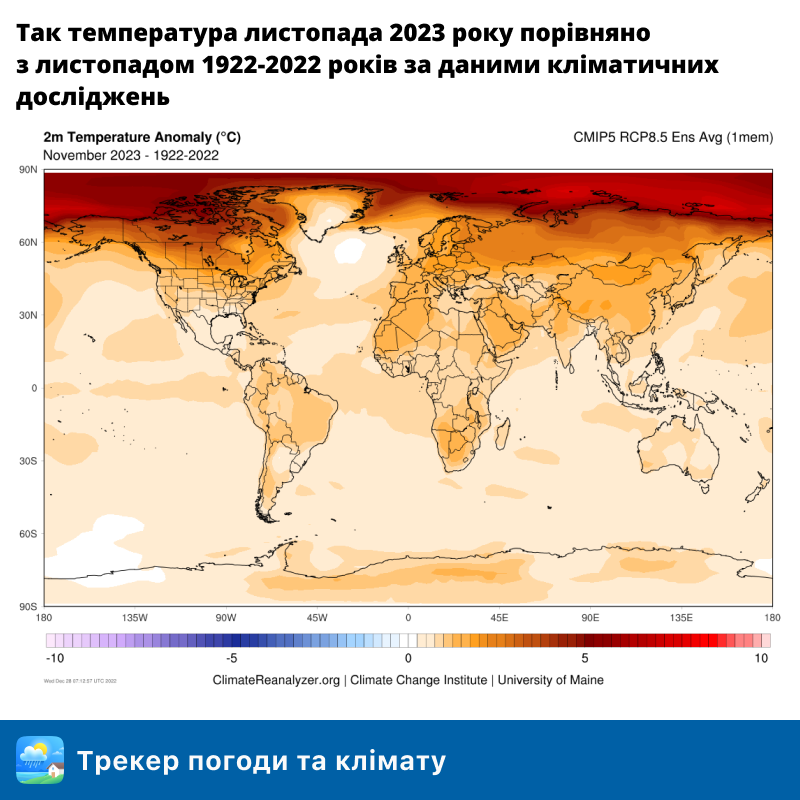 Так температура листопада 2023 року порівняно
з листопадом 1922-2022 років за даними кліматичних
досліджень
2m Temperature Anomaly (°C)
CMIP5 RCP8.5 Ens Avg (1mem)
November 2023 - 1922-2022
90N
60N
30N
0
30S
60S
90S
180 135W 90W 45W 0 45E 90E 135E 180
-10 -5 0 5 10
Wed Dec 28 07:12:57 UTC 2022
ClimateReanalyzer.org | Climate Change Institute | University of Maine
Трекер погоди та клімату